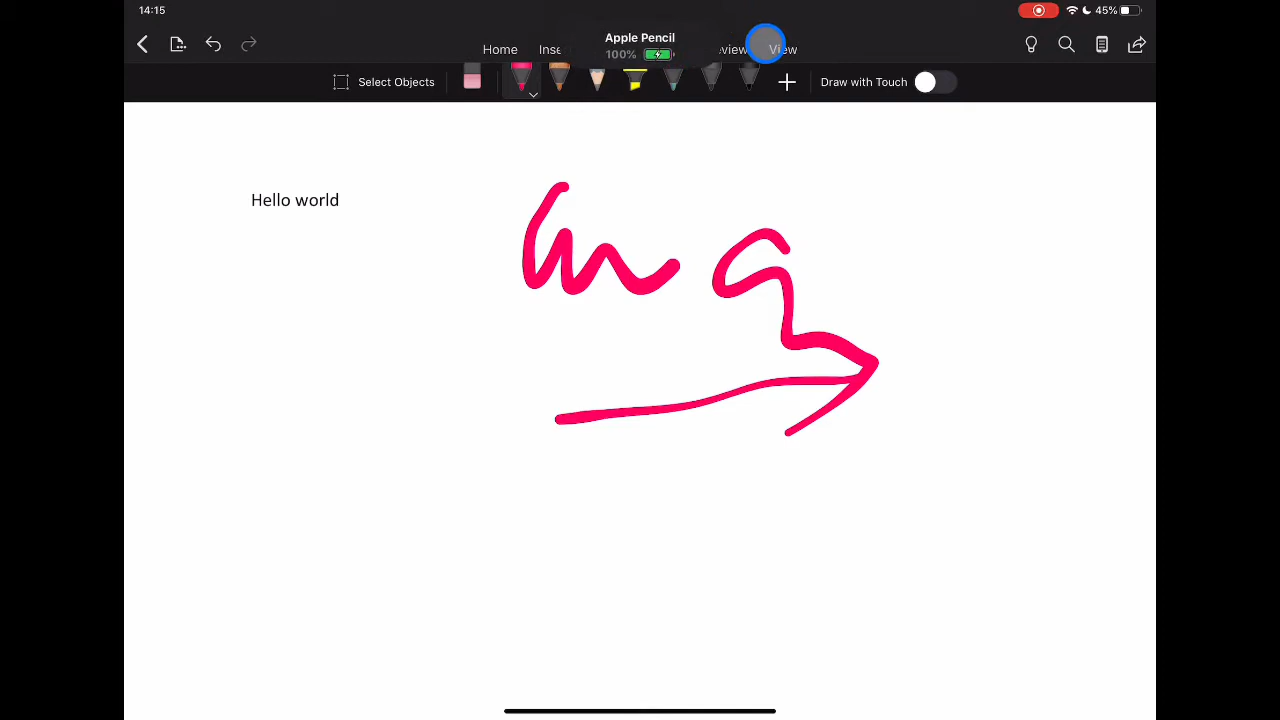 14:15
45%
Apple Pencil
100%
Home
View
Select Objects
Draw with Touch
Hello world